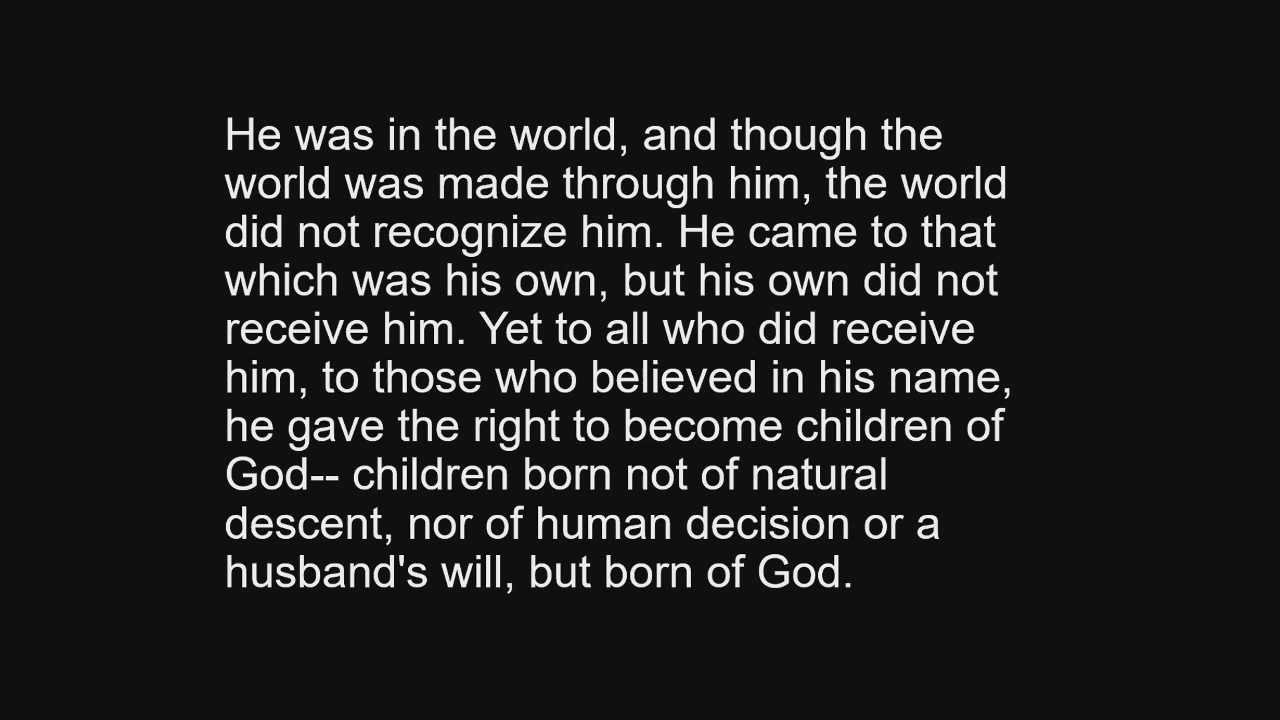 He was in the world, and though the
world was made through him, the world
did not recognize him. He came to that
which was his own, but his own did not
receive him. Yet to all who did receive
him, to those who believed in his name,
he gave the right to become children of
God-- children born not of natural
descent, nor of human decision or a
husband's will, but born of God.